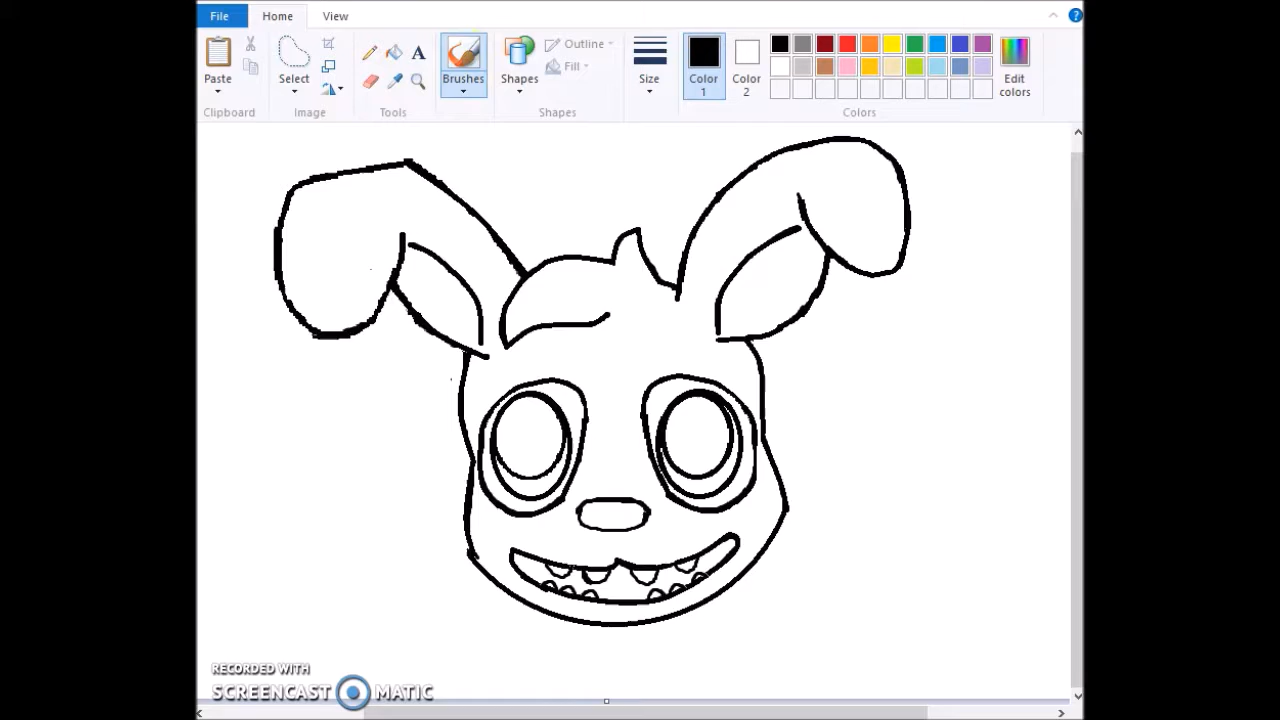 File Home View ?
Paste Select A Brushes Shapes Outline Fill Size Color 1 Color 2 Edit colors
Clipboard Image Tools Shapes Colors
RECORDED WITH
SCREENCAST MATIC